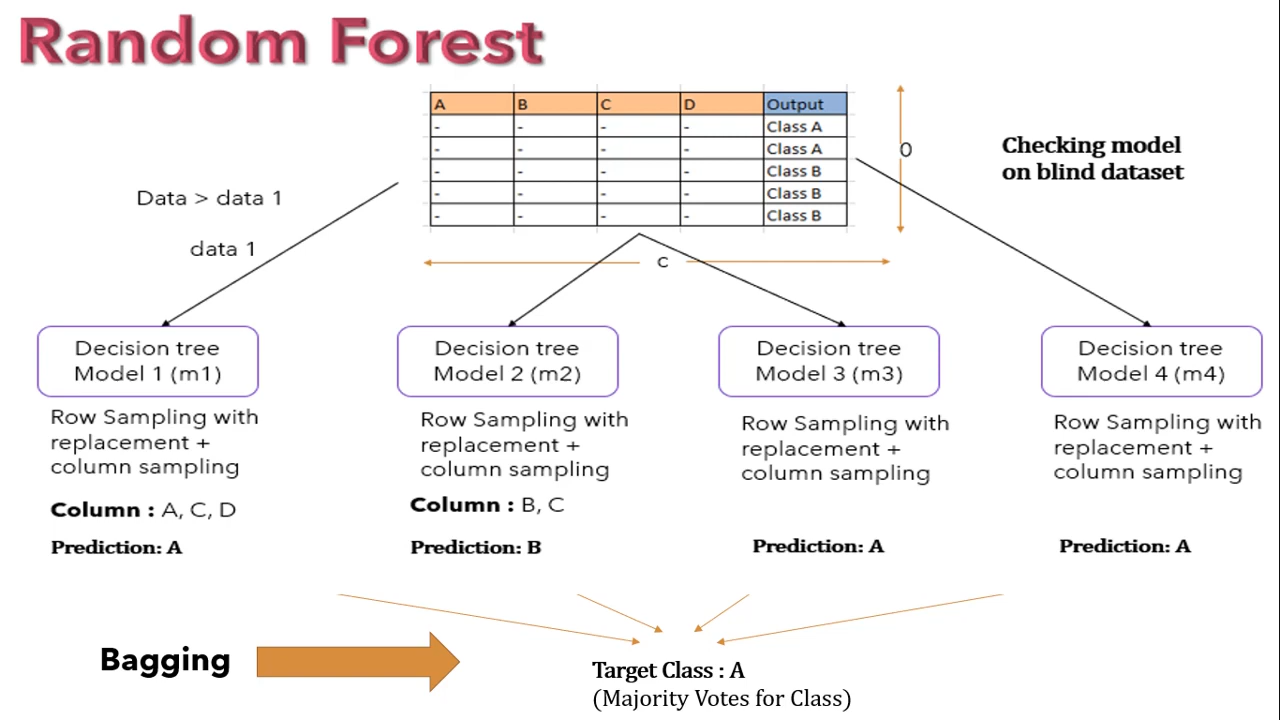 Random Forest
A B C D Output
- - - - Class A
- - - - Class A
- - - - Class B
- - - - Class B
- - - - Class B
O
C
Checking model
on blind dataset
Data > data 1
data 1
Decision tree
Model 1 (m1)
Row Sampling with
replacement +
column sampling
Column : A, C, D
Prediction: A
Decision tree
Model 2 (m2)
Row Sampling with
replacement +
column sampling
Column : B, C
Prediction: B
Decision tree
Model 3 (m3)
Row Sampling with
replacement +
column sampling
Prediction: A
Decision tree
Model 4 (m4)
Row Sampling with
replacement +
column sampling
Prediction: A
Bagging
Target Class : A
(Majority Votes for Class)